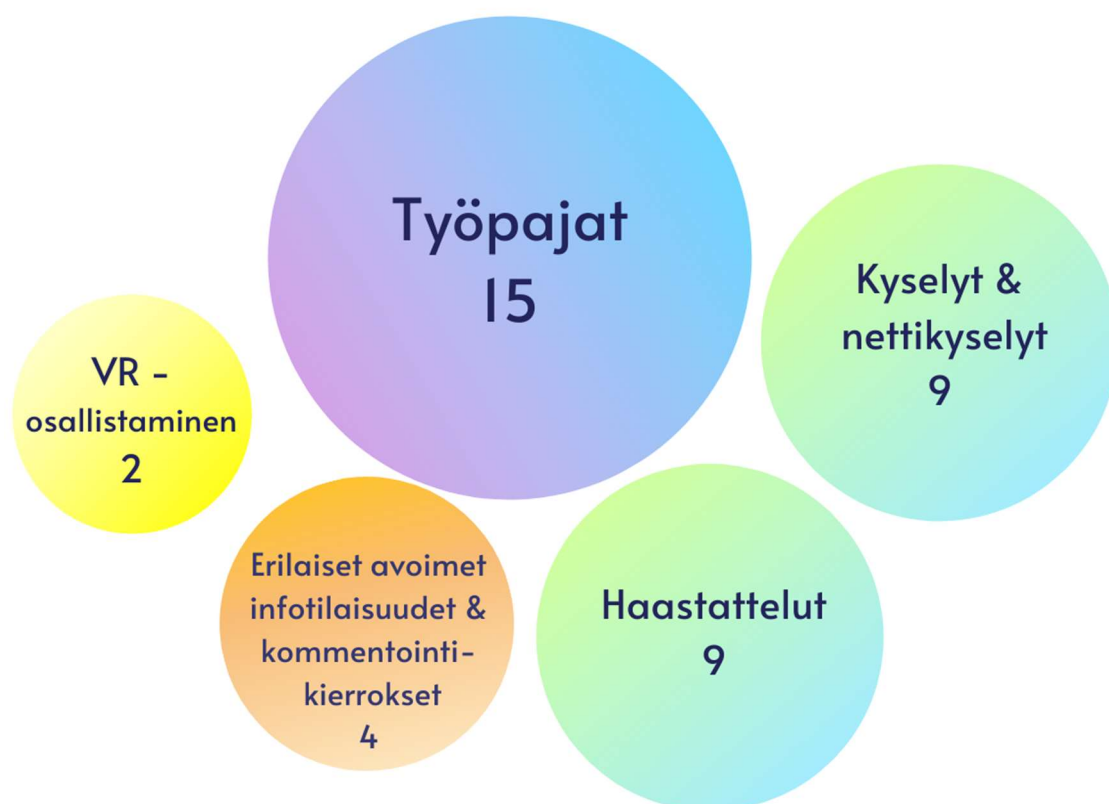 Työpajat
15
Kyselyt &
nettikyselyt
9
VR -
osallistaminen
2
Erilaiset avoimet
infotilaisuudet &
kommentointi-
kierrokset
4
Haastattelut
9